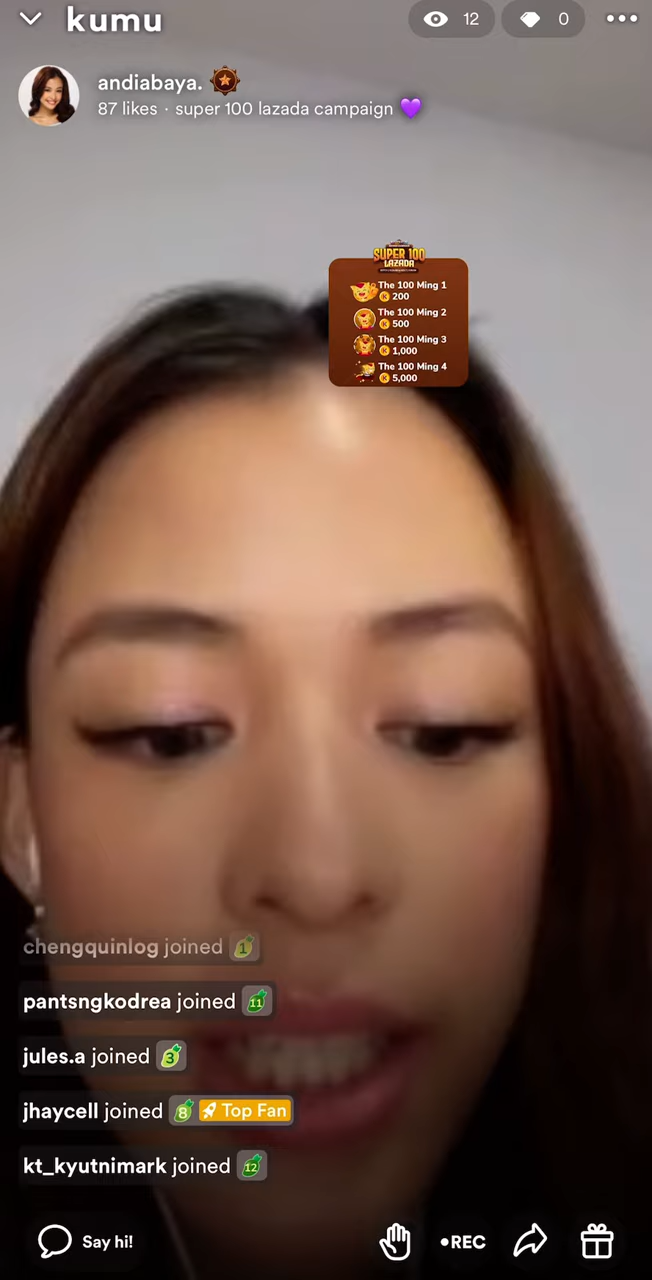 kumu
12
0
andiabaya.
87 likes · super 100 lazada campaign
SUPER 100
LAZADA
The 100 Ming 1
K 200
The 100 Ming 2
K 500
The 100 Ming 3
K 1,000
The 100 Ming 4
K 5,000
chengquinlog joined 1
pantsngkodrea joined 11
jules.a joined 3
jhaycell joined 8 Top Fan
kt_kyutnimark joined 12
Say hi!
•REC